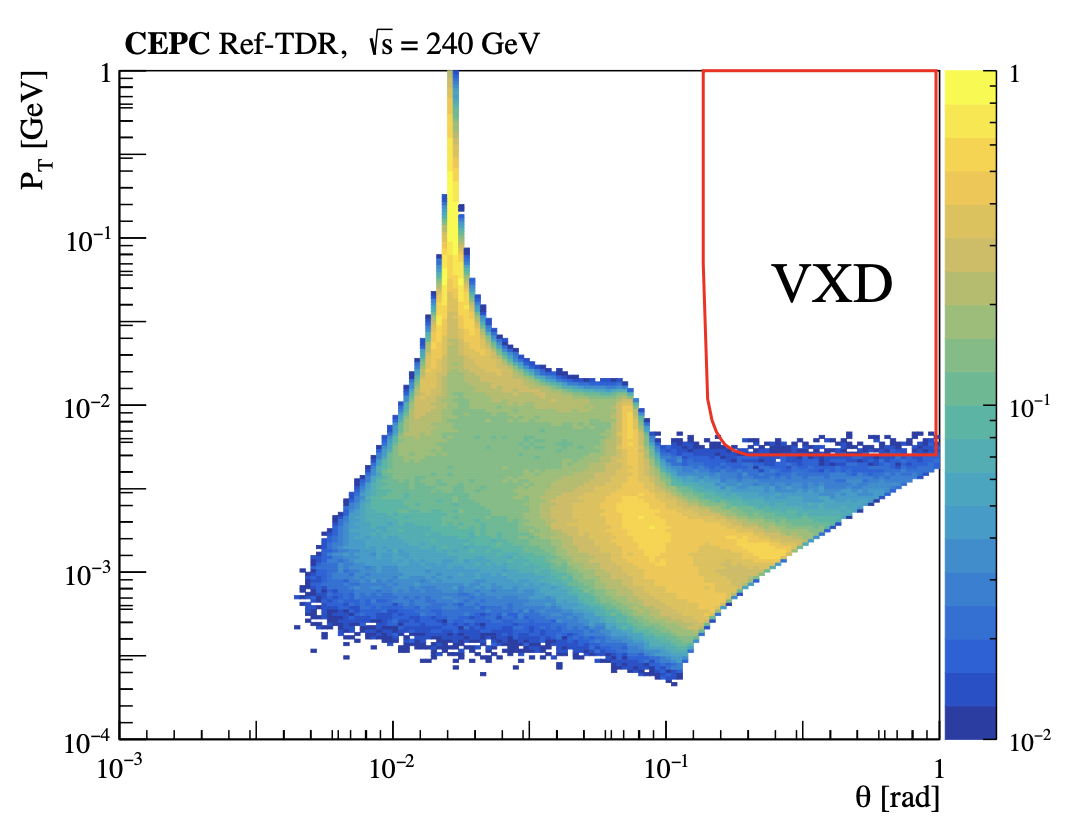 CEPC Ref-TDR, √s = 240 GeV
P_T [GeV]
1
10⁻¹
10⁻²
10⁻³
10⁻⁴
VXD
1
10⁻¹
10⁻²
10⁻³ 10⁻² 10⁻¹ 1
θ [rad]